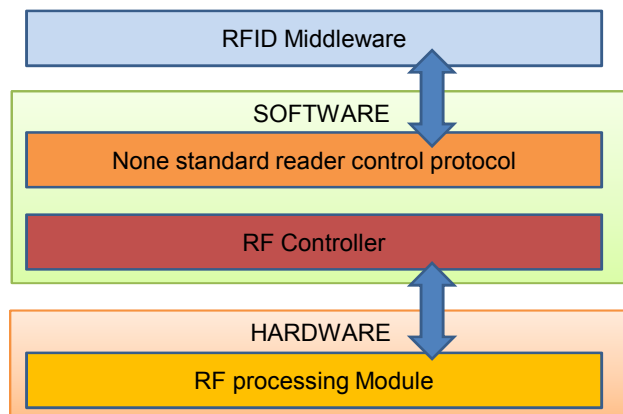 RFID Middleware
SOFTWARE
None standard reader control protocol
RF Controller
HARDWARE
RF processing Module